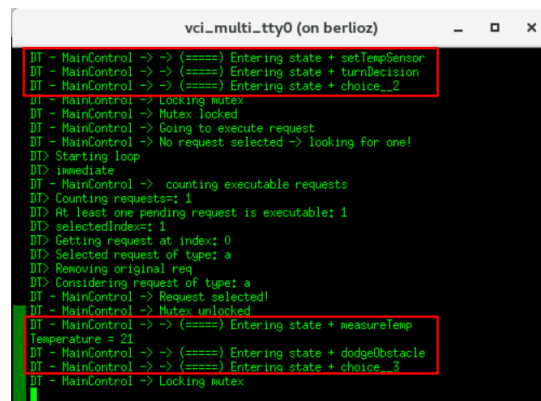 vci_multi_tty0 (on berlioz)
DT - MainControl -> -> (=====) Entering state + setTempSensor
DT - MainControl -> -> (=====) Entering state + turnDecision
DT - MainControl -> -> (=====) Entering state + choice__2
DT - MainControl -> Locking mutex
DT - MainControl -> Mutex locked
DT - MainControl -> Going to execute request
DT - MainControl -> No request selected -> looking for one!
DT> Starting loop
DT> immediate
DT - MainControl ->  counting executable requests
DT> Counting requests=: 1
DT> At least one pending request is executable: 1
DT> selectedIndex=: 1
DT> Getting request at index: 0
DT> Selected request of type: a
DT> Removing original req
DT> Considering request of type: a
DT - MainControl -> Request selected!
DT - MainControl -> Mutex unlocked
DT - MainControl -> -> (=====) Entering state + measureTemp
Temperature = 21
DT - MainControl -> -> (=====) Entering state + dodgeObstacle
DT - MainControl -> -> (=====) Entering state + choice__3
DT - MainControl -> Locking mutex